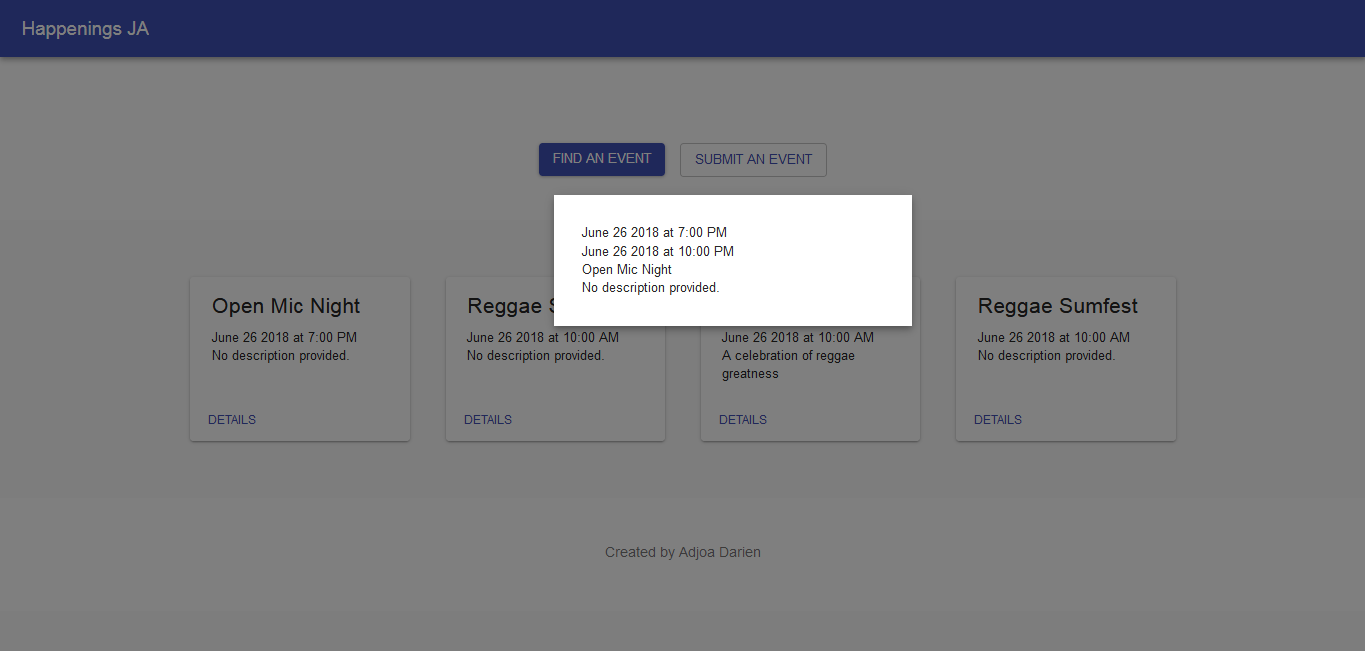 Happenings JA
FIND AN EVENT
SUBMIT AN EVENT
June 26 2018 at 7:00 PM
June 26 2018 at 10:00 PM
Open Mic Night
No description provided.
Open Mic Night
June 26 2018 at 7:00 PM
No description provided.
DETAILS
Reggae
June 26 2018 at 10:00 AM
No description provided.
DETAILS
June 26 2018 at 10:00 AM
A celebration of reggae
greatness
DETAILS
Reggae Sumfest
June 26 2018 at 10:00 AM
No description provided.
DETAILS
Created by Adjoa Darien